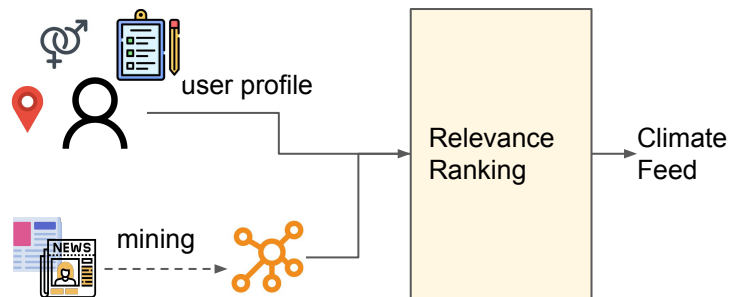 user profile
Relevance
Ranking
Climate
Feed
mining
NEWS